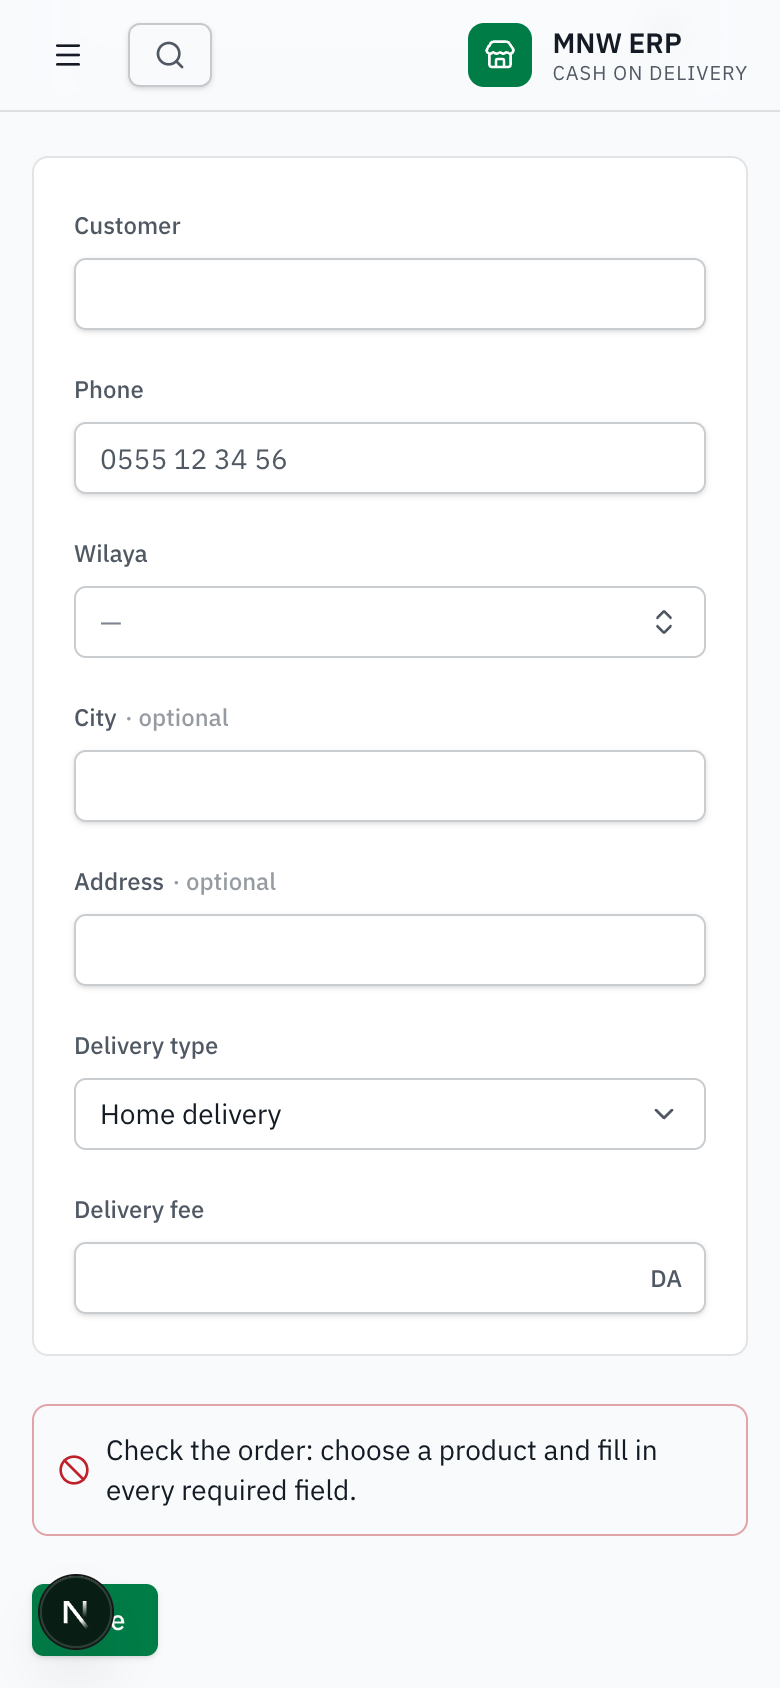 MNW ERP
CASH ON DELIVERY
Customer
Phone
0555 12 34 56
Wilaya
—
City · optional
Address · optional
Delivery type
Home delivery
Delivery fee
DA
Check the order: choose a product and fill in
every required field.
N